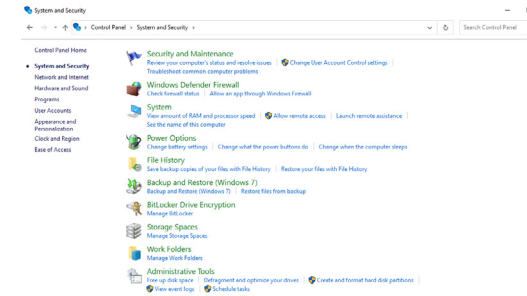 System and Security
Control Panel › System and Security ›
Search Control Panel
Control Panel Home
System and Security
Network and Internet
Hardware and Sound
Programs
User Accounts
Appearance and
Personalization
Clock and Region
Ease of Access
Security and Maintenance
Review your computer's status and resolve issues | Change User Account Control settings |
Troubleshoot common computer problems
Windows Defender Firewall
Check firewall status | Allow an app through Windows Firewall
System
View amount of RAM and processor speed | Allow remote access | Launch remote assistance |
See the name of this computer
Power Options
Change battery settings | Change what the power buttons do | Change when the computer sleeps
File History
Save backup copies of your files with File History | Restore your files with File History
Backup and Restore (Windows 7)
Backup and Restore (Windows 7) | Restore files from backup
BitLocker Drive Encryption
Manage BitLocker
Storage Spaces
Manage Storage Spaces
Work Folders
Manage Work Folders
Administrative Tools
Free up disk space | Defragment and optimize your drives | Create and format hard disk partitions |
View event logs | Schedule tasks